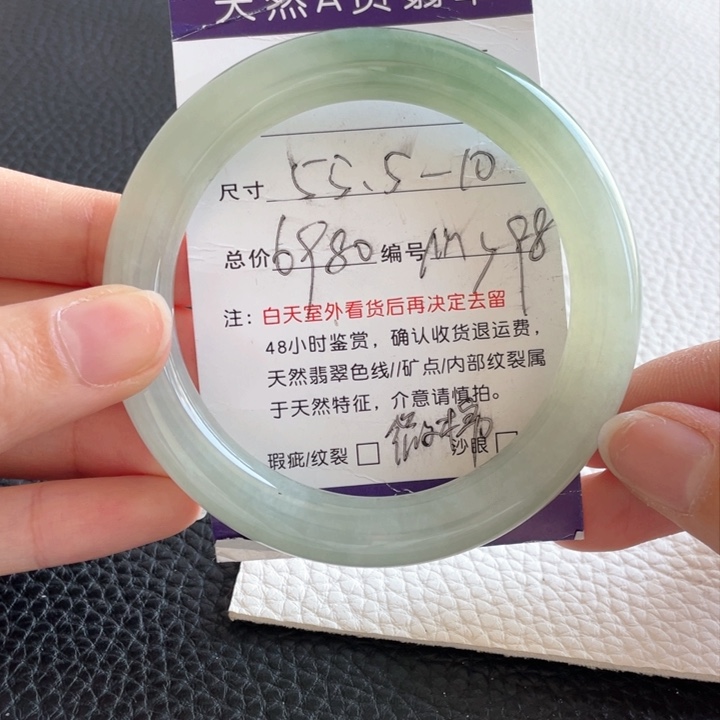 天然A货翡翠
尺寸 55.5-10
总价 6980 编号
注：白天室外看货后再决定去留
48小时鉴赏，确认收货退运费，
天然翡翠色线//矿点/内部纹裂属
于天然特征，介意请慎拍。
瑕疵/纹裂□ 砂眼□